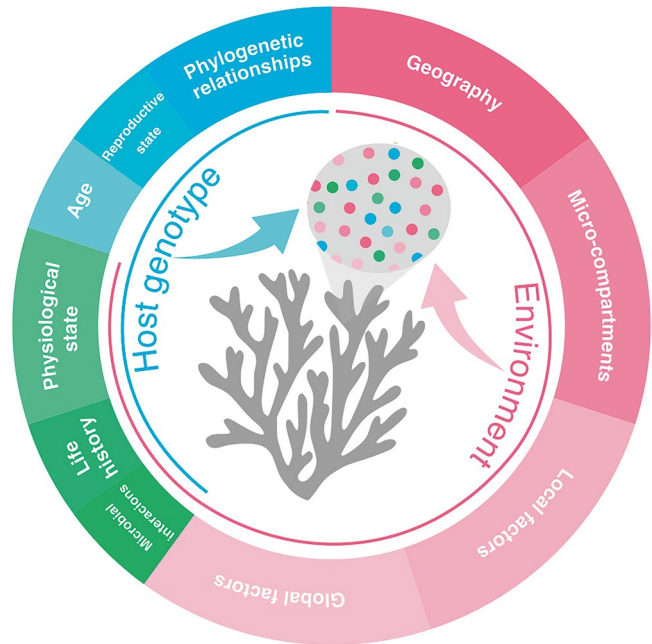 Phylogenetic
relationships
Geography
Micro-compartments
Local factors
Global factors
Microbial
interacions
Life
history
Physiological
state
Age
Reproductive
state
Host genotype
Environment